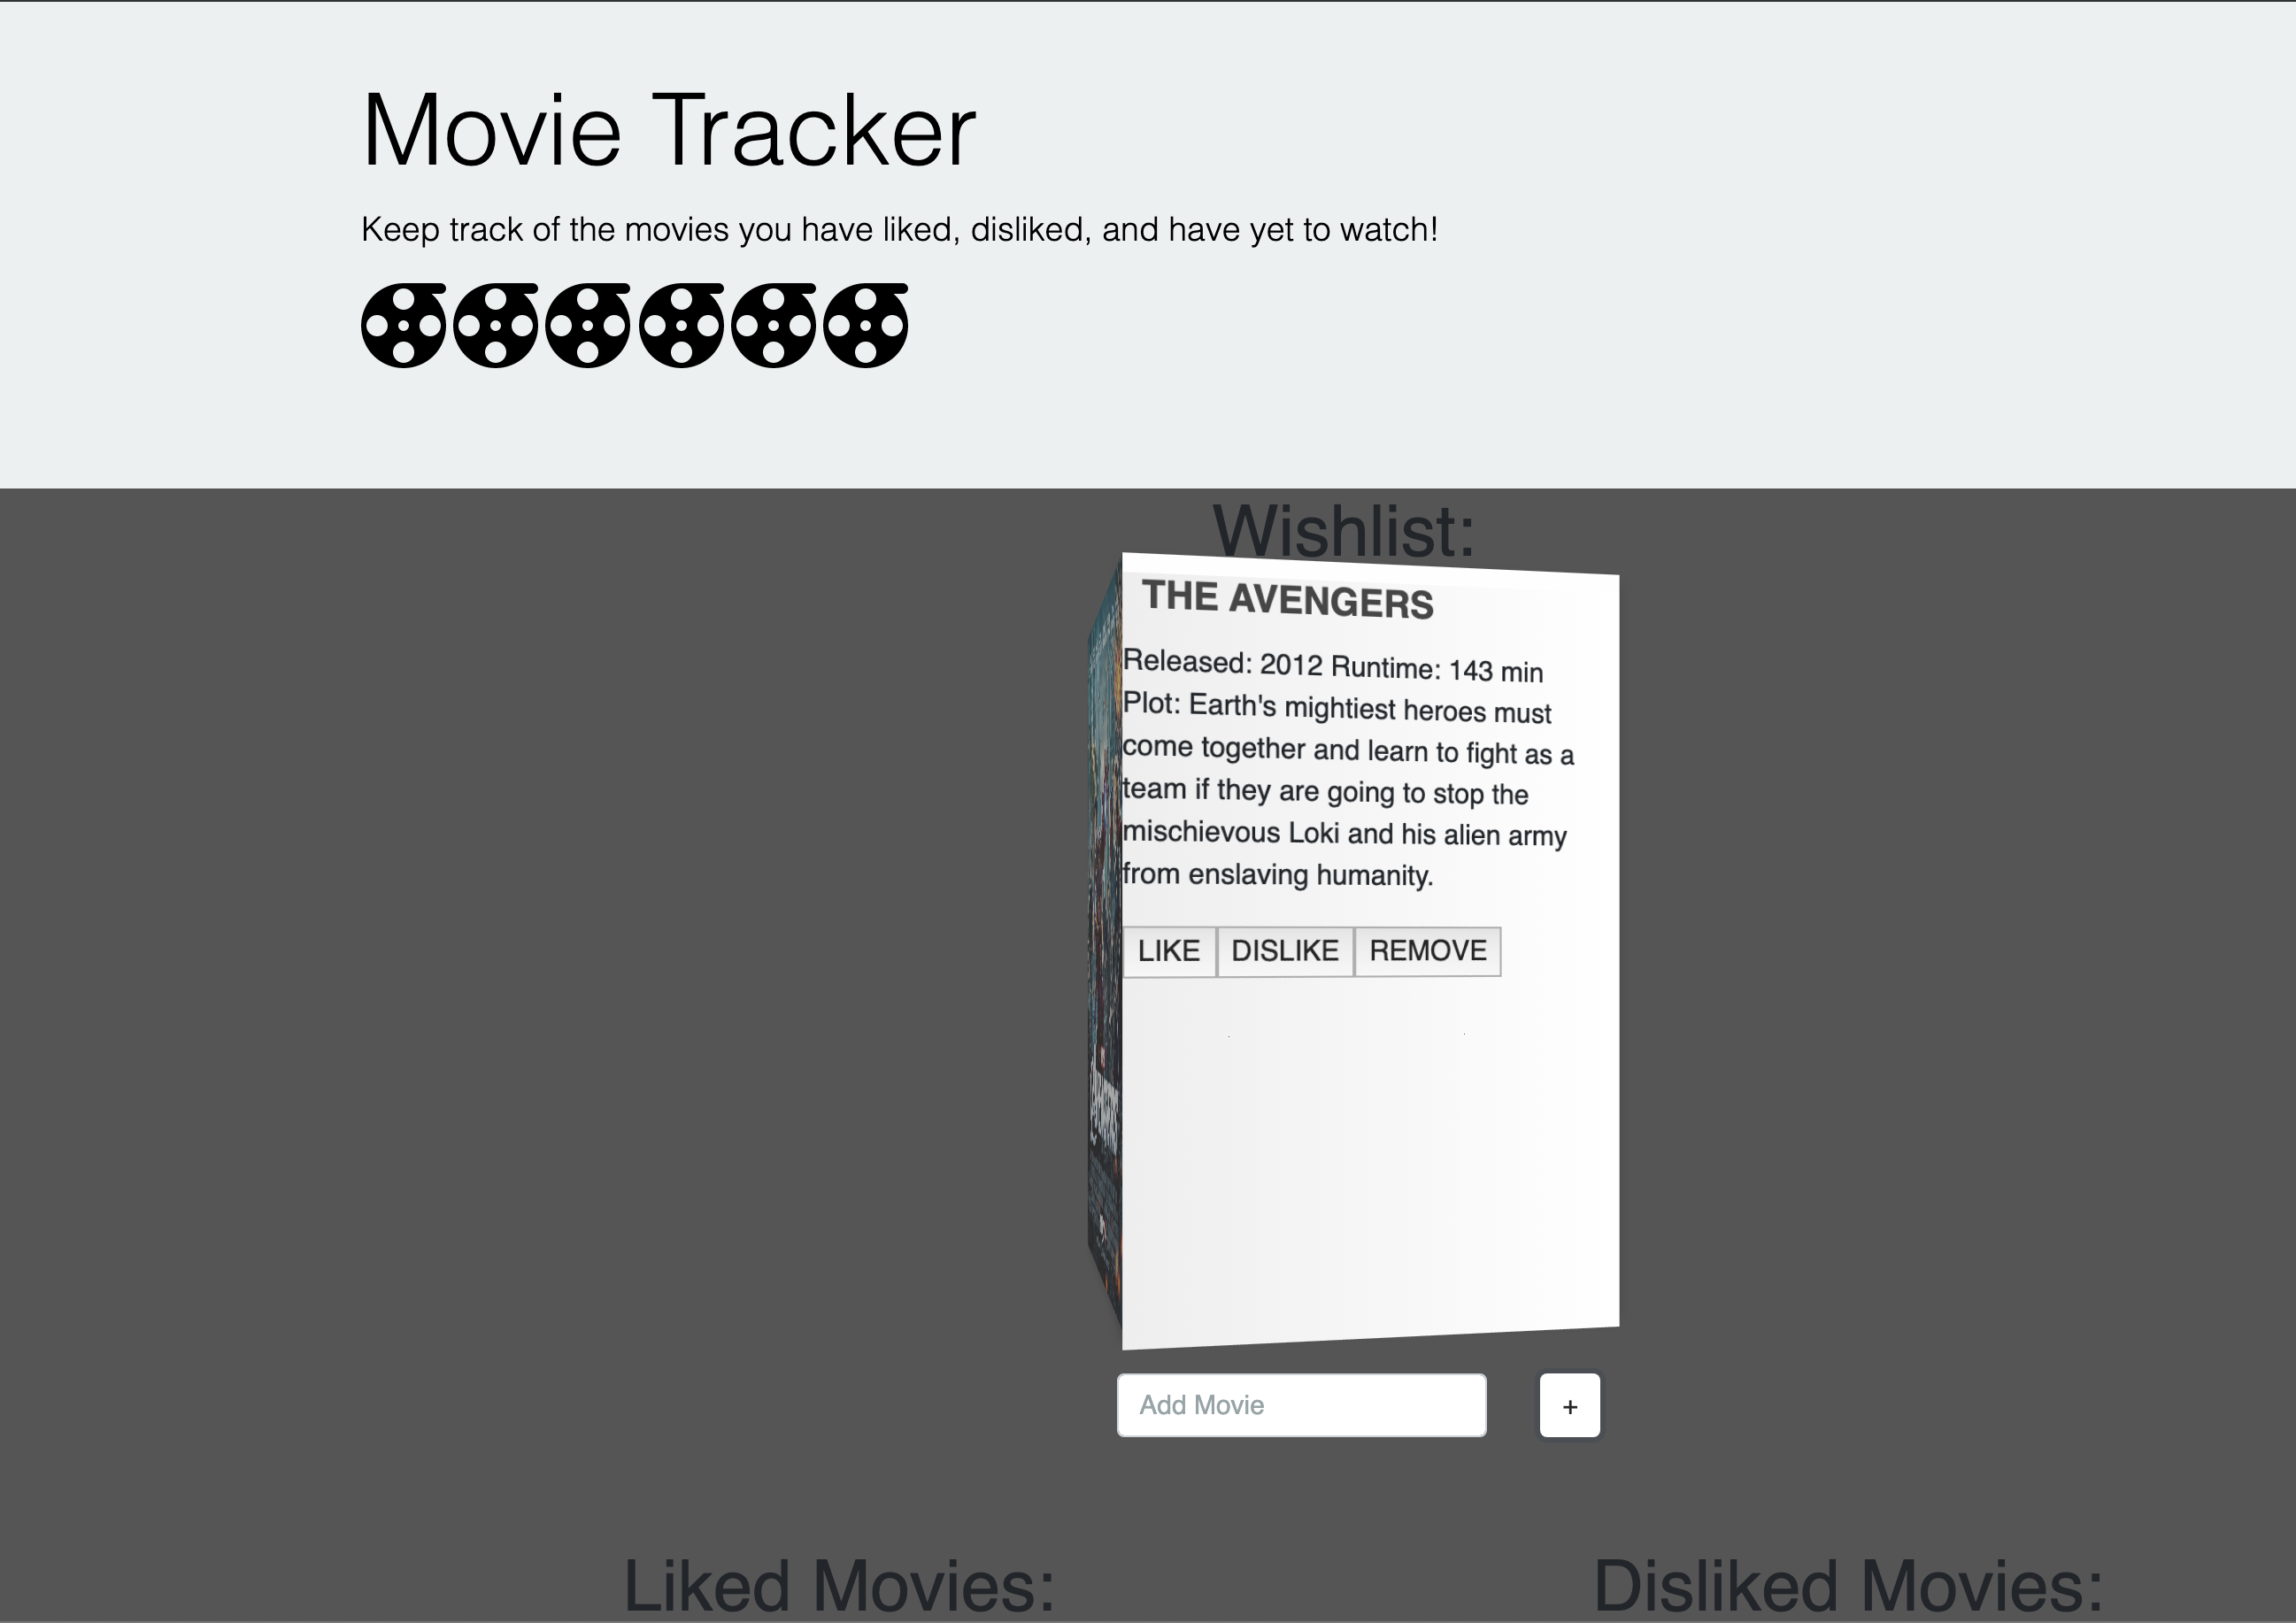 Movie Tracker
Keep track of the movies you have liked, disliked, and have yet to watch!
Wishlist:
THE AVENGERS
Released: 2012 Runtime: 143 min
Plot: Earth's mightiest heroes must
come together and learn to fight as a
team if they are going to stop the
mischievous Loki and his alien army
from enslaving humanity.
LIKE DISLIKE REMOVE
Add Movie +
Liked Movies: Disliked Movies: